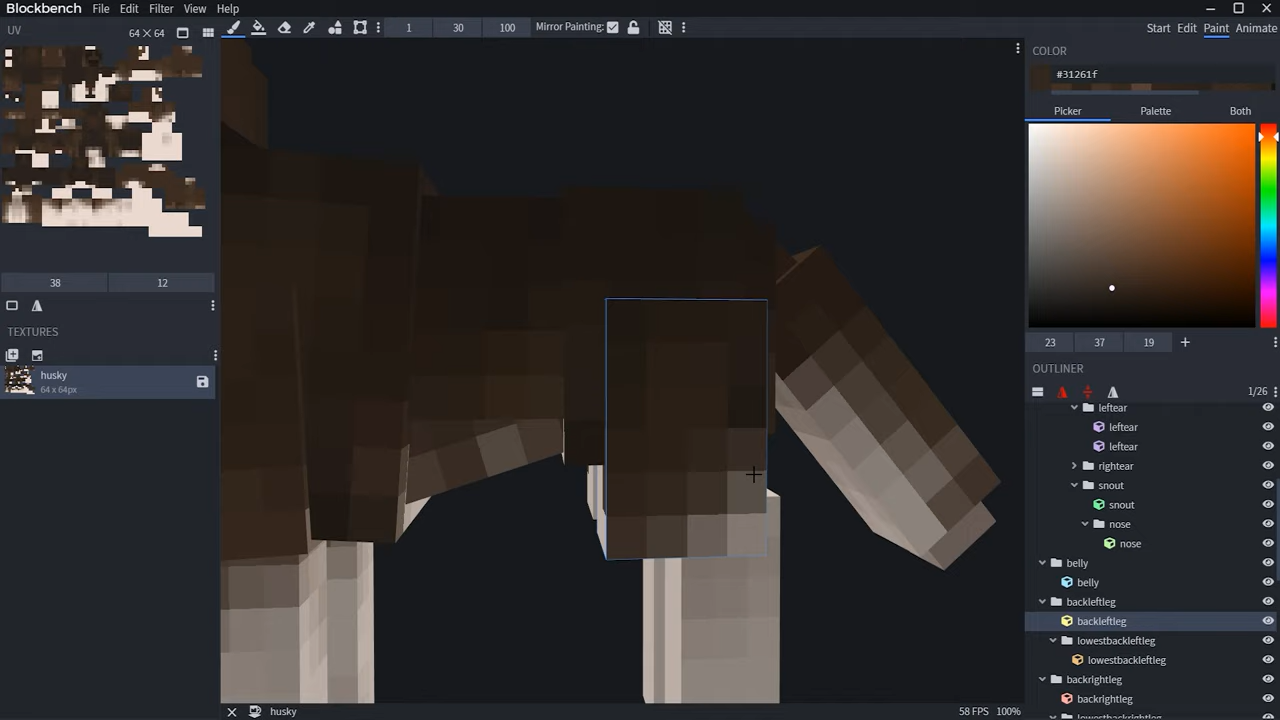 Blockbench File Edit Filter View Help
UV 64 × 64 1 30 100 Mirror Painting: Start Edit Paint Animate
COLOR
#31261f
Picker Palette Both
38 12
TEXTURES
husky
64 x 64px
23 37 19
OUTLINER
1/26
leftear
leftear
leftear
rightear
snout
snout
nose
nose
belly
belly
backleftleg
backleftleg
lowestbackleftleg
lowestbackleftleg
backrightleg
backrightleg
lowestbackrightleg
husky 58 FPS 100%